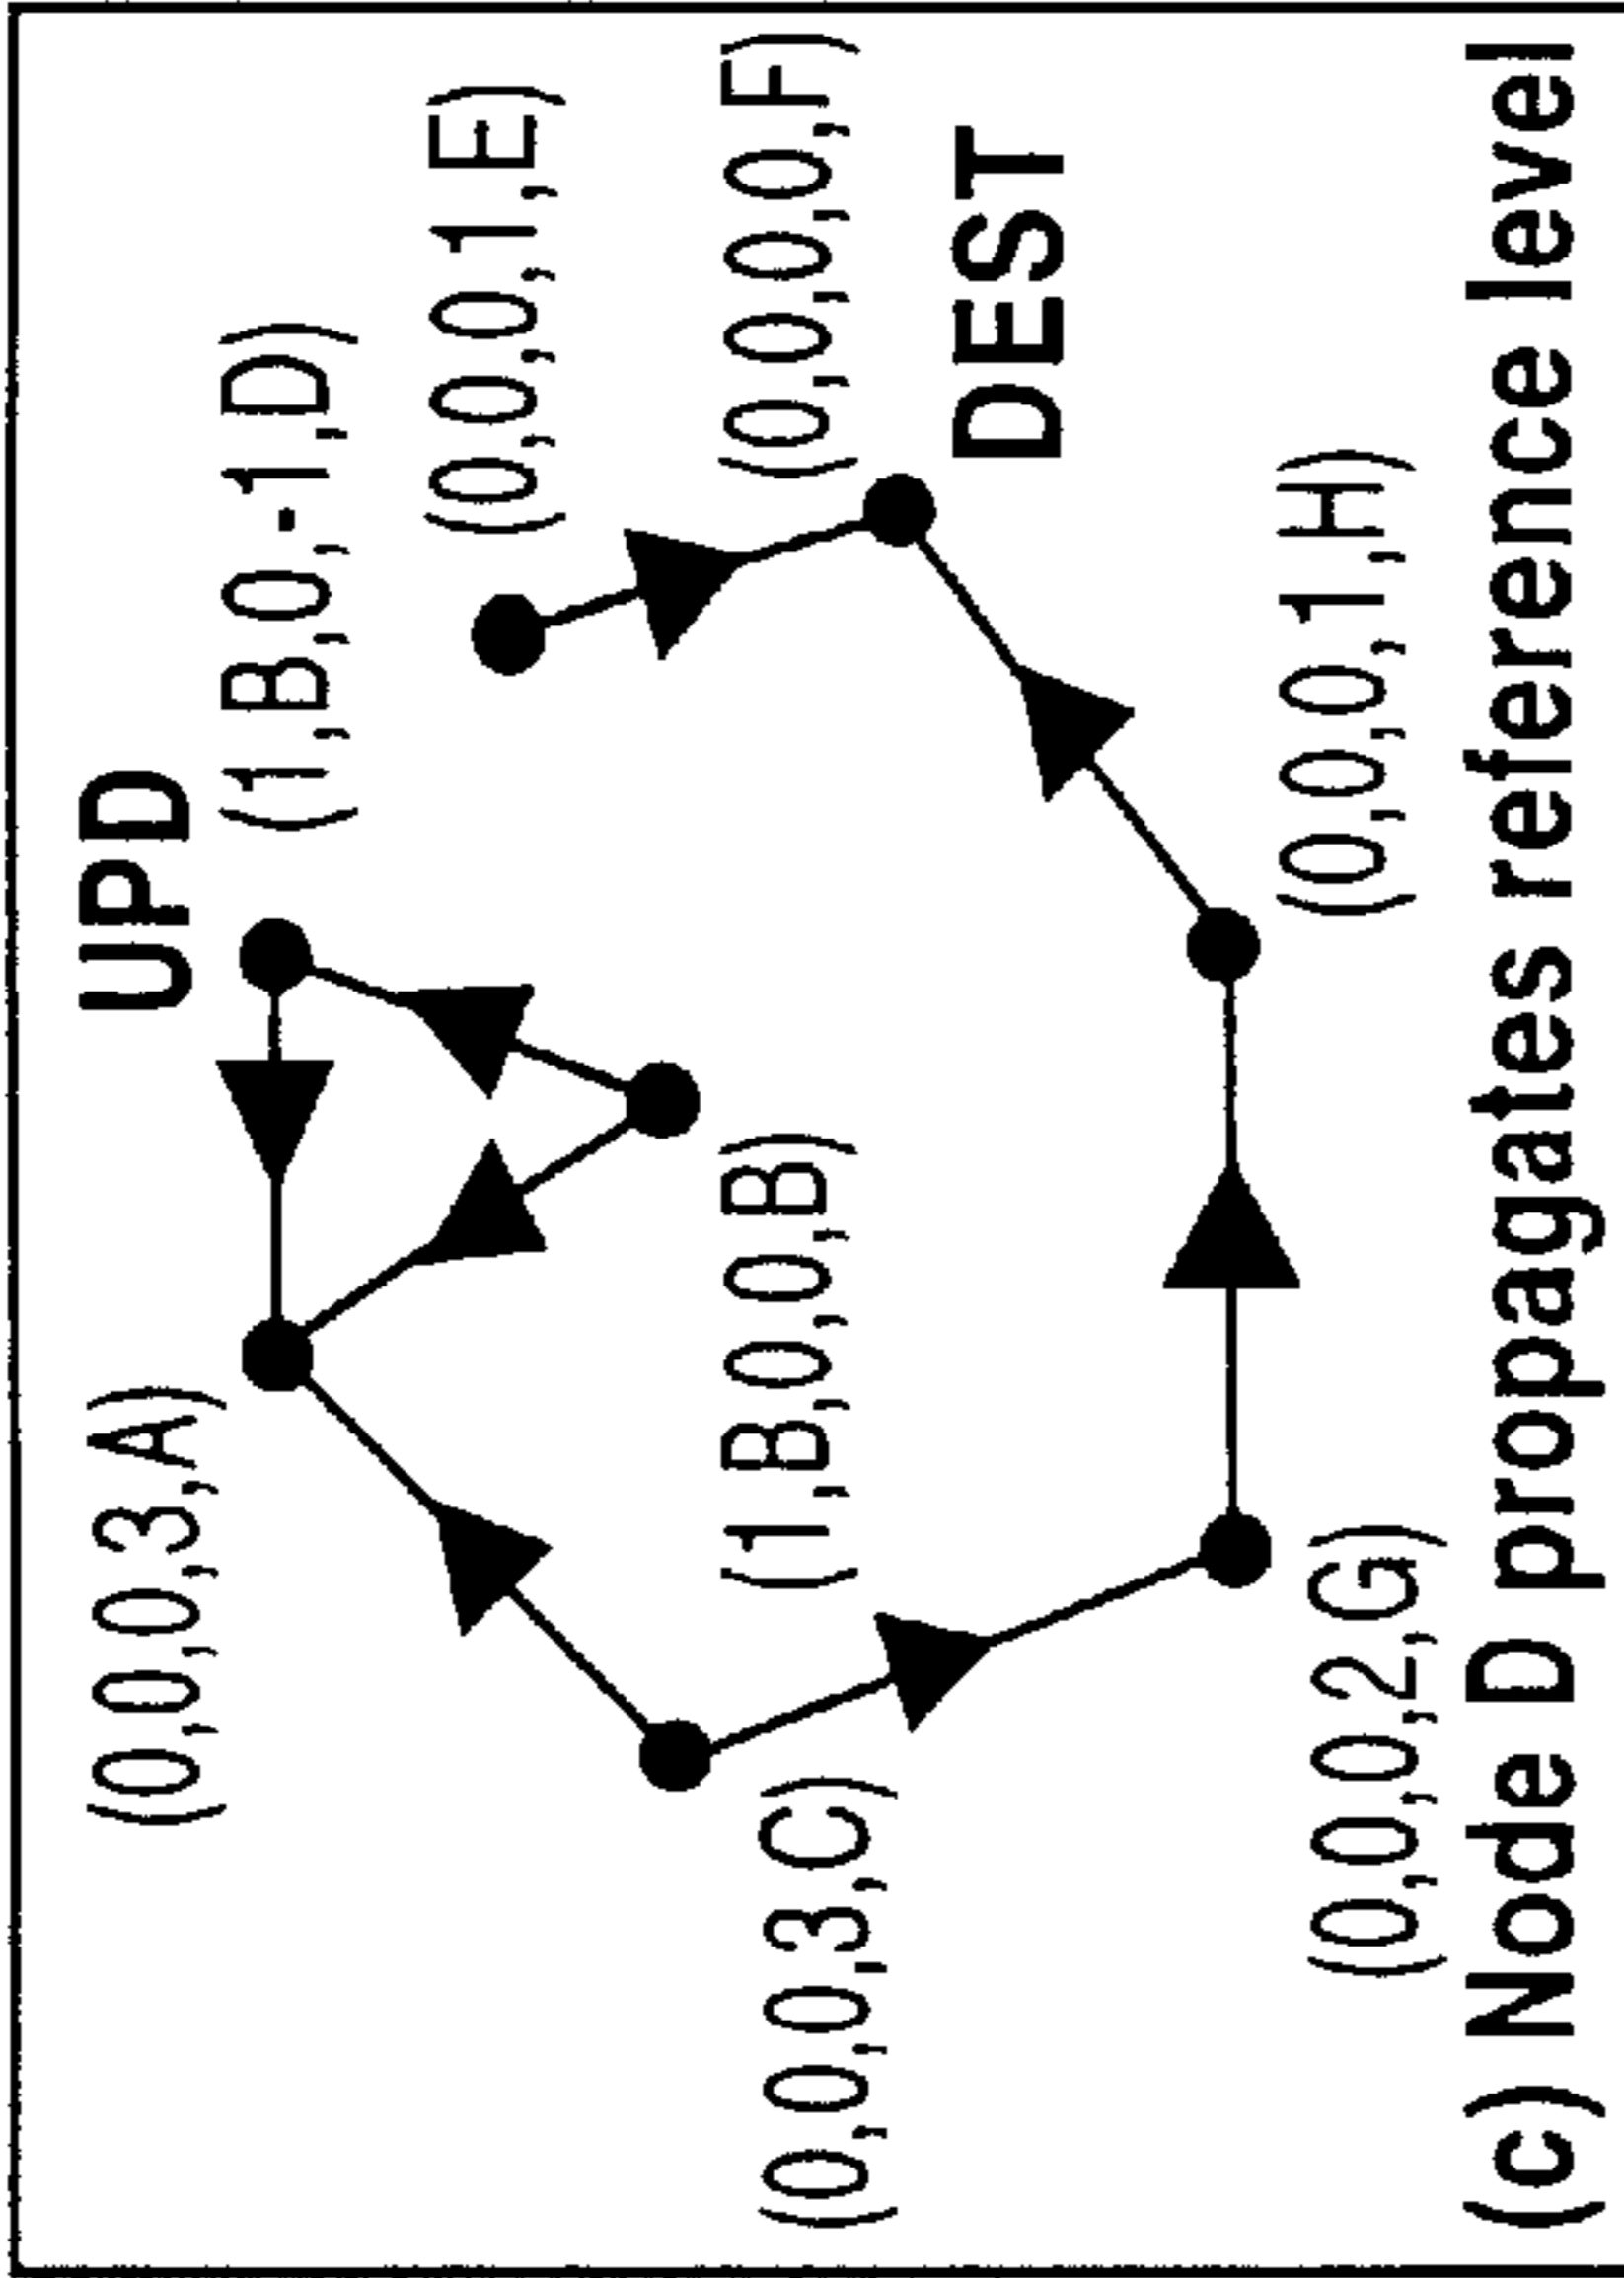 UPD
(0,0,0,3,A)
(1,B,0,-1,D)
(0,0,0,1,E)
(1,B,0,0,B)
(0,0,0,0,F)
(0,0,0,3,C)
DEST
(0,0,0,1,H)
(0,0,0,2,G)
(c) Node D propagates reference level